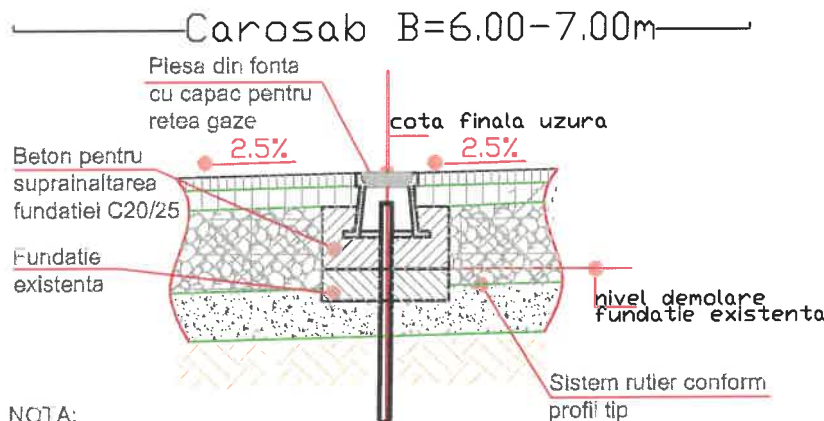 Carosab B=6.00-7.00m
Piesa din fonta
cu capac pentru
retea gaze
cota finala uzura
2.5%
2.5%
Beton pentru
suprainaltarea
fundatiei C20/25
Fundatie
existenta
nivel demolare
fundatie existenta
Sistem rutier conform
profil tip
NOTA: